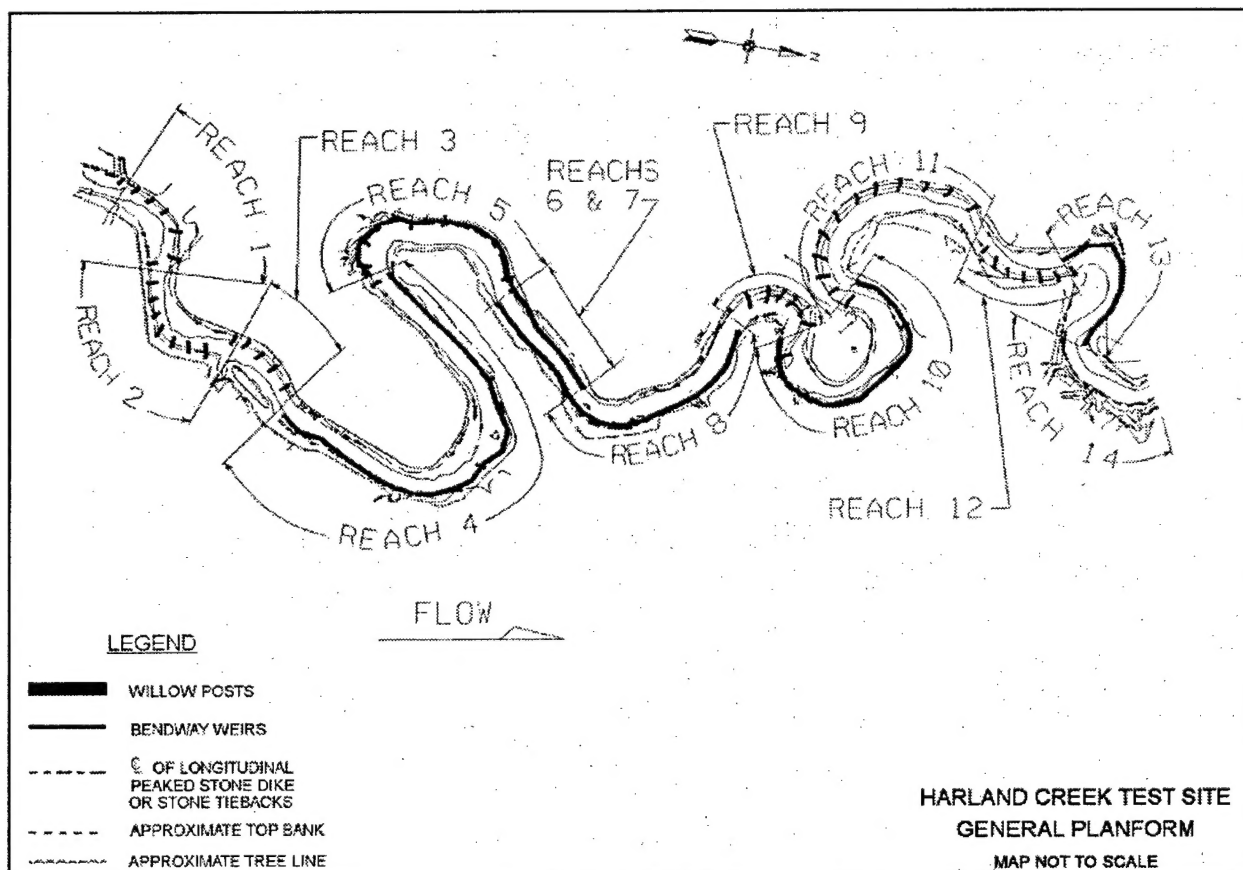 N
REACH 1
REACH 3
REACH 5
REACHS
6 & 7
REACH 9
REACH 11
REACH 13
REACH 2
REACH 4
REACH 8
REACH 10
REACH 12
REACH 14
FLOW
LEGEND
WILLOW POSTS
BENDWAY WEIRS
℄ OF LONGITUDINAL
PEAKED STONE DIKE
OR STONE TIEBACKS
APPROXIMATE TOP BANK
APPROXIMATE TREE LINE
HARLAND CREEK TEST SITE
GENERAL PLANFORM
MAP NOT TO SCALE